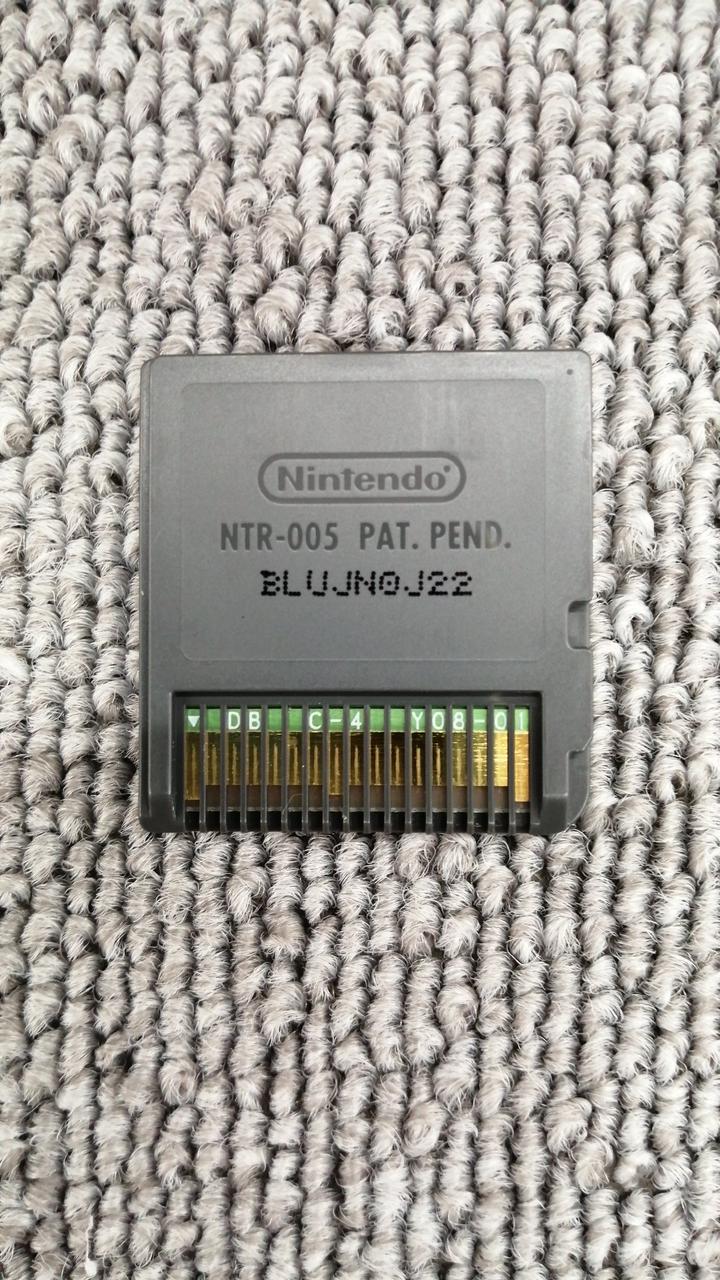 Nintendo
NTR-005 PAT. PEND.
BLUJN0J22
DB C-4 Y08-01